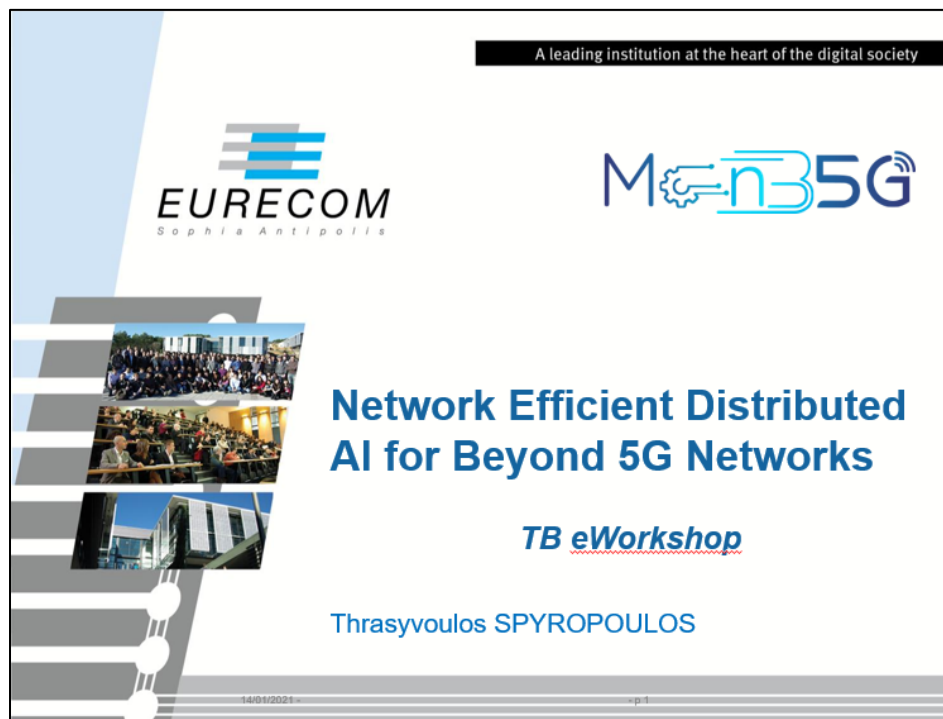 A leading institution at the heart of the digital society
EURECOM
Sophia Antipolis
MonB5G
Network Efficient Distributed
AI for Beyond 5G Networks
TB eWorkshop
Thrasyvoulos SPYROPOULOS
14/01/2021 -
- p 1